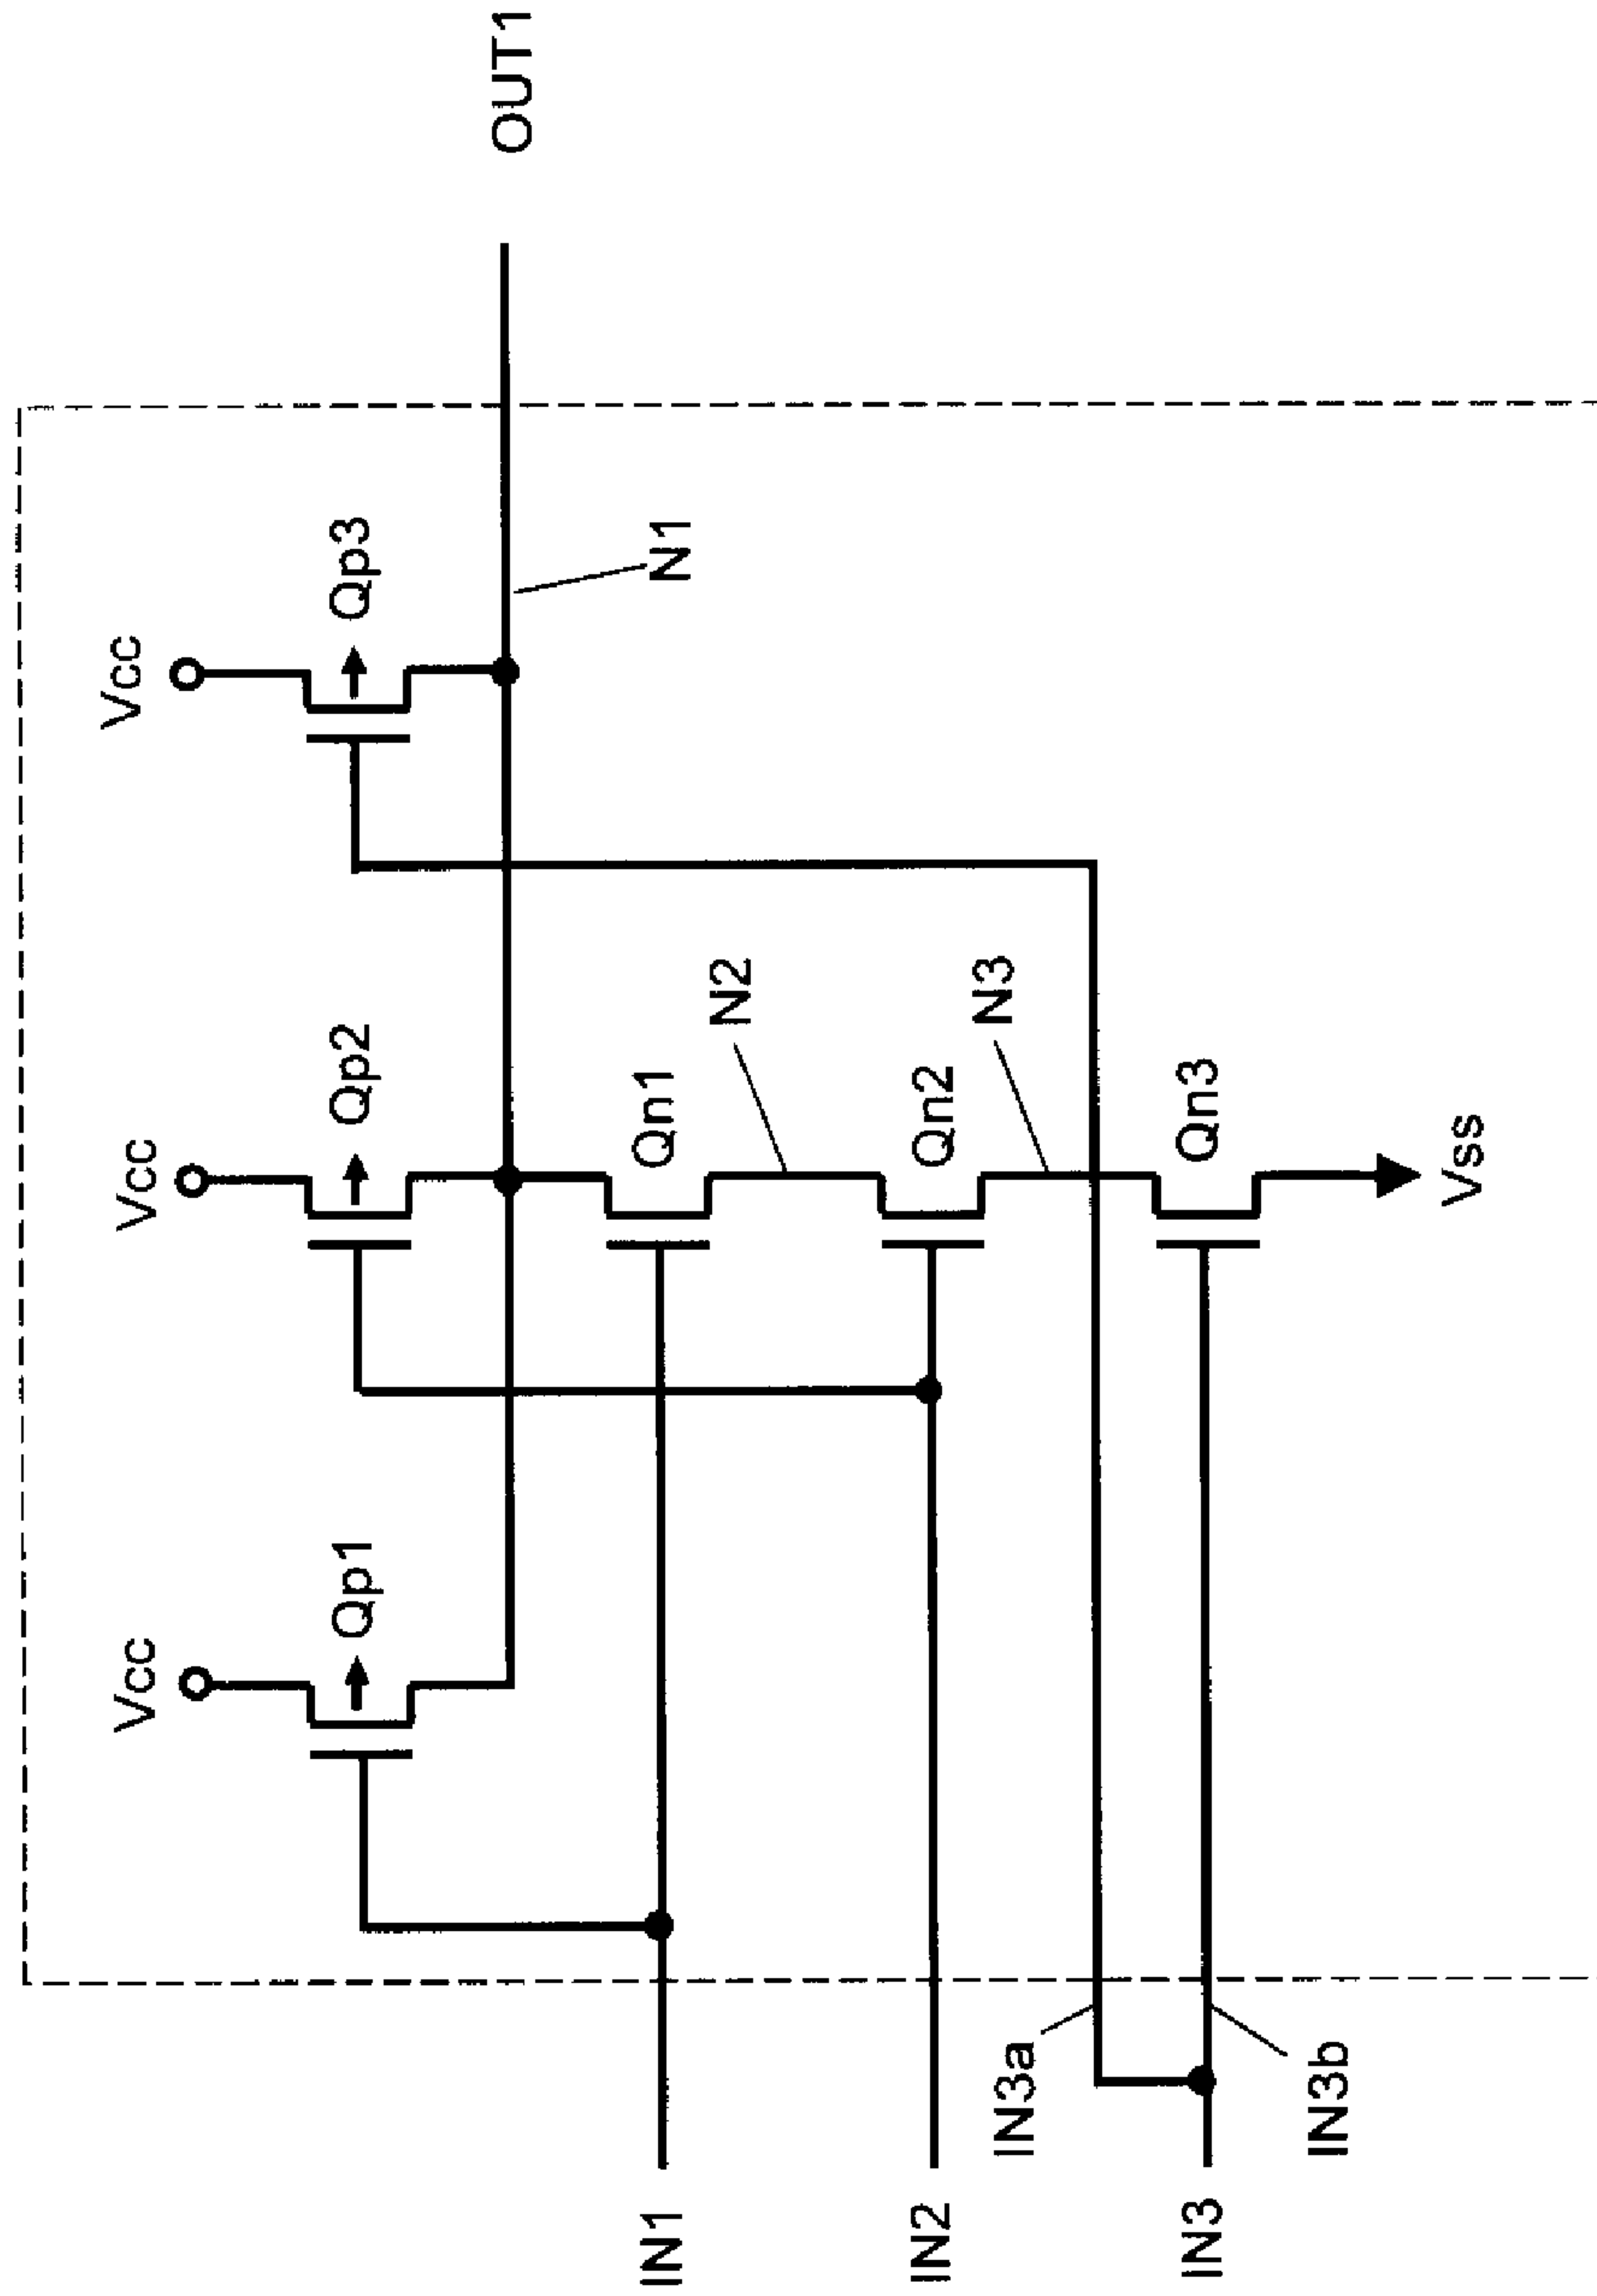 Vcc
Vcc
Vcc
Qp1
Qp2
Qp3
OUT1
N1
IN1
Qn1
N2
IN2
Qn2
N3
IN3a
IN3
Qn3
IN3b
Vss